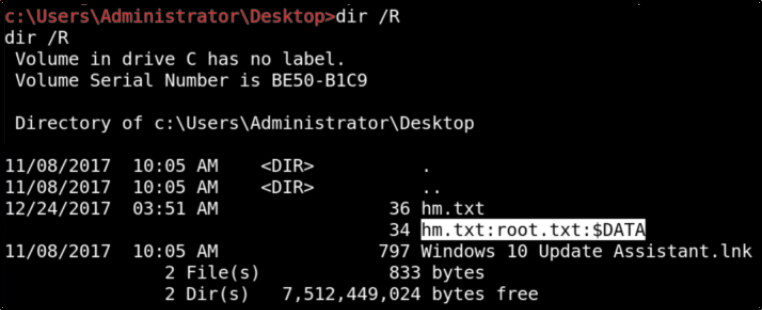 c:\Users\Administrator\Desktop>dir /R
dir /R
Volume in drive C has no label.
Volume Serial Number is BE50-B1C9
Directory of c:\Users\Administrator\Desktop
11/08/2017  10:05 AM    <DIR>          .
11/08/2017  10:05 AM    <DIR>          ..
12/24/2017  03:51 AM                36 hm.txt
34 hm.txt:root.txt:$DATA
11/08/2017  10:05 AM               797 Windows 10 Update Assistant.lnk
2 File(s)            833 bytes
2 Dir(s)   7,512,449,024 bytes free